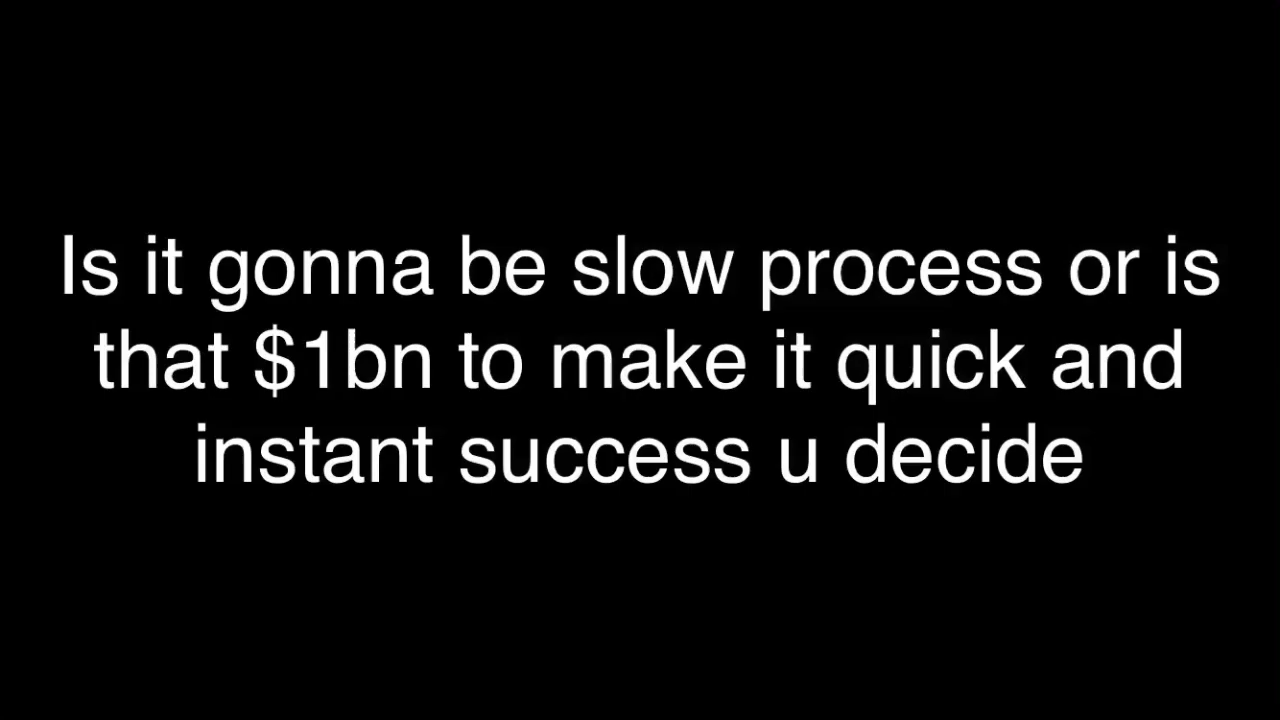 Is it gonna be slow process or is
that $1bn to make it quick and
instant success u decide